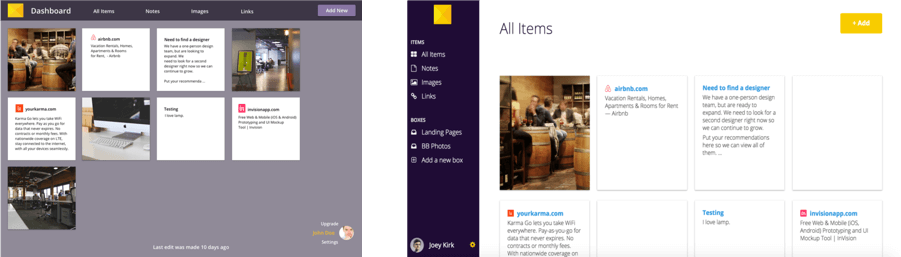 Dashboard
All Items
Notes
Images
Links
Add New
airbnb.com
Vacation Rentals, Homes,
Apartments & Rooms
for Rent, - Airbnb
Need to find a designer
We have a one-person design
team, but are looking to
expand. We
need to look for a second
designer right now so we can
continue to grow.
Put your recommends ...
yourkarma.com
Karma Go lets you take WiFi
everywhere. Pay as you go for
data that never expires. No
contracts or monthly fees. With
nationwide coverage on LTE,
stay connected to the internet,
with all your devices seamlessly.
Testing
I love lamp.
invisionapp.com
Free Web & Mobile (iOS & Android)
Prototyping and UI Mockup
Tool | InVision
Upgrade
John Doe
Settings
Last edit was made 10 days ago
ITEMS
All Items
Notes
Images
Links
BOXES
Landing Pages
BB Photos
Add a new box
Joey Kirk
All Items
+ Add
airbnb.com
Vacation Rentals, Homes,
Apartments & Rooms for Rent
— Airbnb
Need to find a designer
We have a one-person design
team, but are ready to
expand. We need to look for a
second designer right now so
we can continue to grow.
Put your recommendations
here so we can view all of
them. ...
yourkarma.com
Karma Go lets you take WiFi
everywhere. Pay-as-you-go for
data that never expires. No
contracts or monthly fees.
With nationwide coverage on
Testing
I love lamp.
invisionapp.com
Free Web & Mobile (iOS,
Android) Prototyping and UI
Mockup Tool | InVision